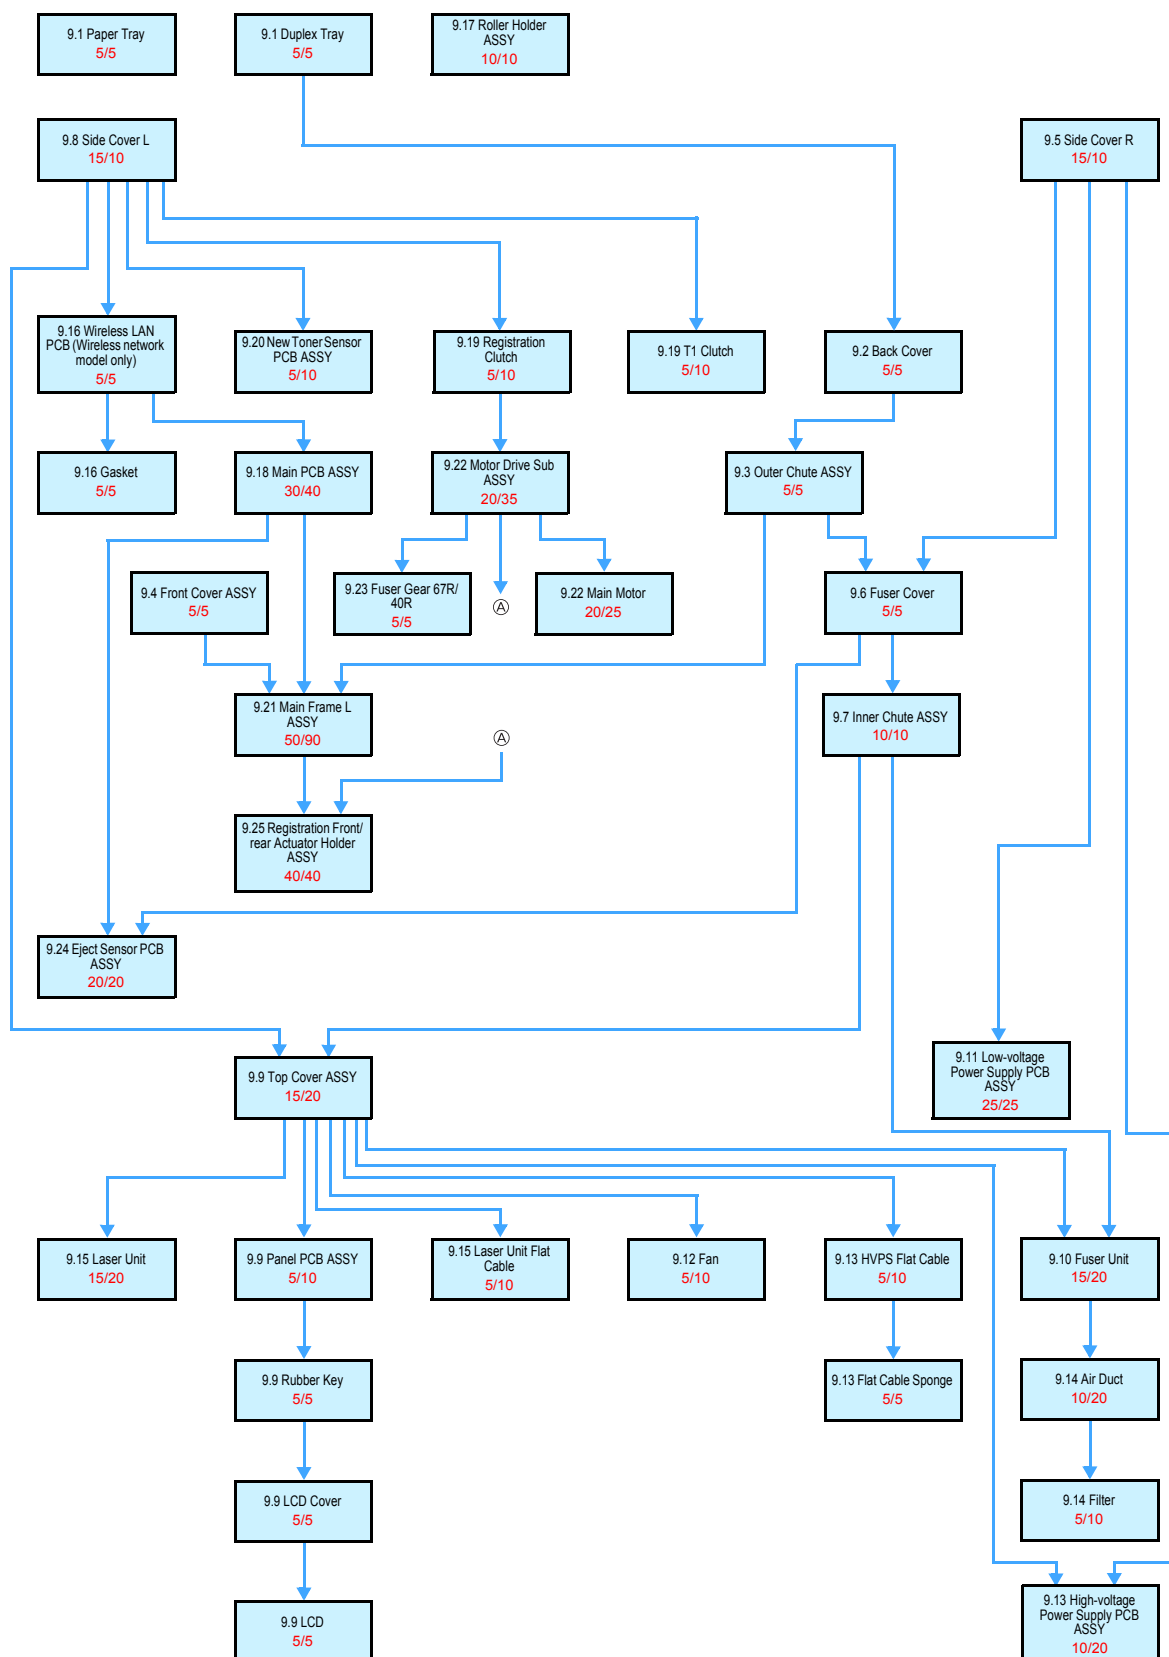 9.1 Paper Tray
5/5
9.1 Duplex Tray
5/5
9.17 Roller Holder
ASSY
10/10
9.8 Side Cover L
15/10
9.5 Side Cover R
15/10
9.16 Wireless LAN
PCB (Wireless network
model only)
5/5
9.20 New Toner Sensor
PCB ASSY
5/10
9.19 Registration
Clutch
5/10
9.19 T1 Clutch
5/10
9.2 Back Cover
5/5
9.16 Gasket
5/5
9.18 Main PCB ASSY
30/40
9.22 Motor Drive Sub
ASSY
20/35
9.3 Outer Chute ASSY
5/5
9.4 Front Cover ASSY
5/5
9.23 Fuser Gear 67R/
40R
5/5
Ⓐ
9.22 Main Motor
20/25
9.6 Fuser Cover
5/5
9.21 Main Frame L
ASSY
50/90
Ⓐ
9.7 Inner Chute ASSY
10/10
9.25 Registration Front/
rear Actuator Holder
ASSY
40/40
9.24 Eject Sensor PCB
ASSY
20/20
9.9 Top Cover ASSY
15/20
9.11 Low-voltage
Power Supply PCB
ASSY
25/25
9.15 Laser Unit
15/20
9.9 Panel PCB ASSY
5/10
9.15 Laser Unit Flat
Cable
5/10
9.12 Fan
5/10
9.13 HVPS Flat Cable
5/10
9.10 Fuser Unit
15/20
9.9 Rubber Key
5/5
9.13 Flat Cable Sponge
5/5
9.14 Air Duct
10/20
9.9 LCD Cover
5/5
9.14 Filter
5/10
9.9 LCD
5/5
9.13 High-voltage
Power Supply PCB
ASSY
10/20